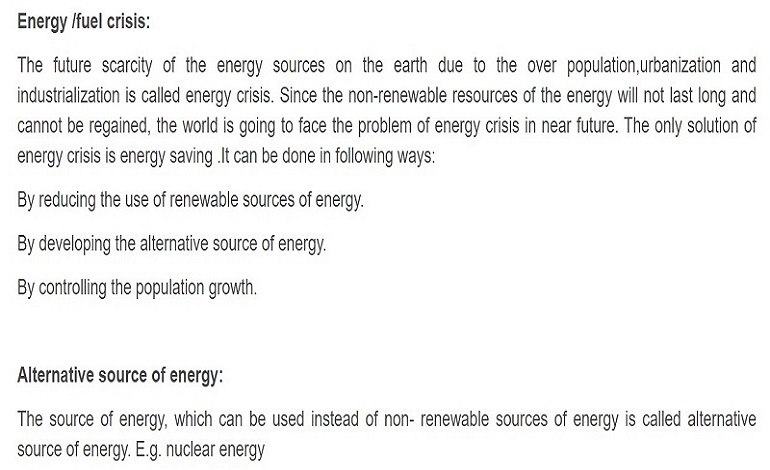 Energy /fuel crisis:
The future scarcity of the energy sources on the earth due to the over population,urbanization and
industrialization is called energy crisis. Since the non-renewable resources of the energy will not last long and
cannot be regained, the world is going to face the problem of energy crisis in near future. The only solution of
energy crisis is energy saving .It can be done in following ways:
By reducing the use of renewable sources of energy.
By developing the alternative source of energy.
By controlling the population growth.
Alternative source of energy:
The source of energy, which can be used instead of non- renewable sources of energy is called alternative
source of energy. E.g. nuclear energy